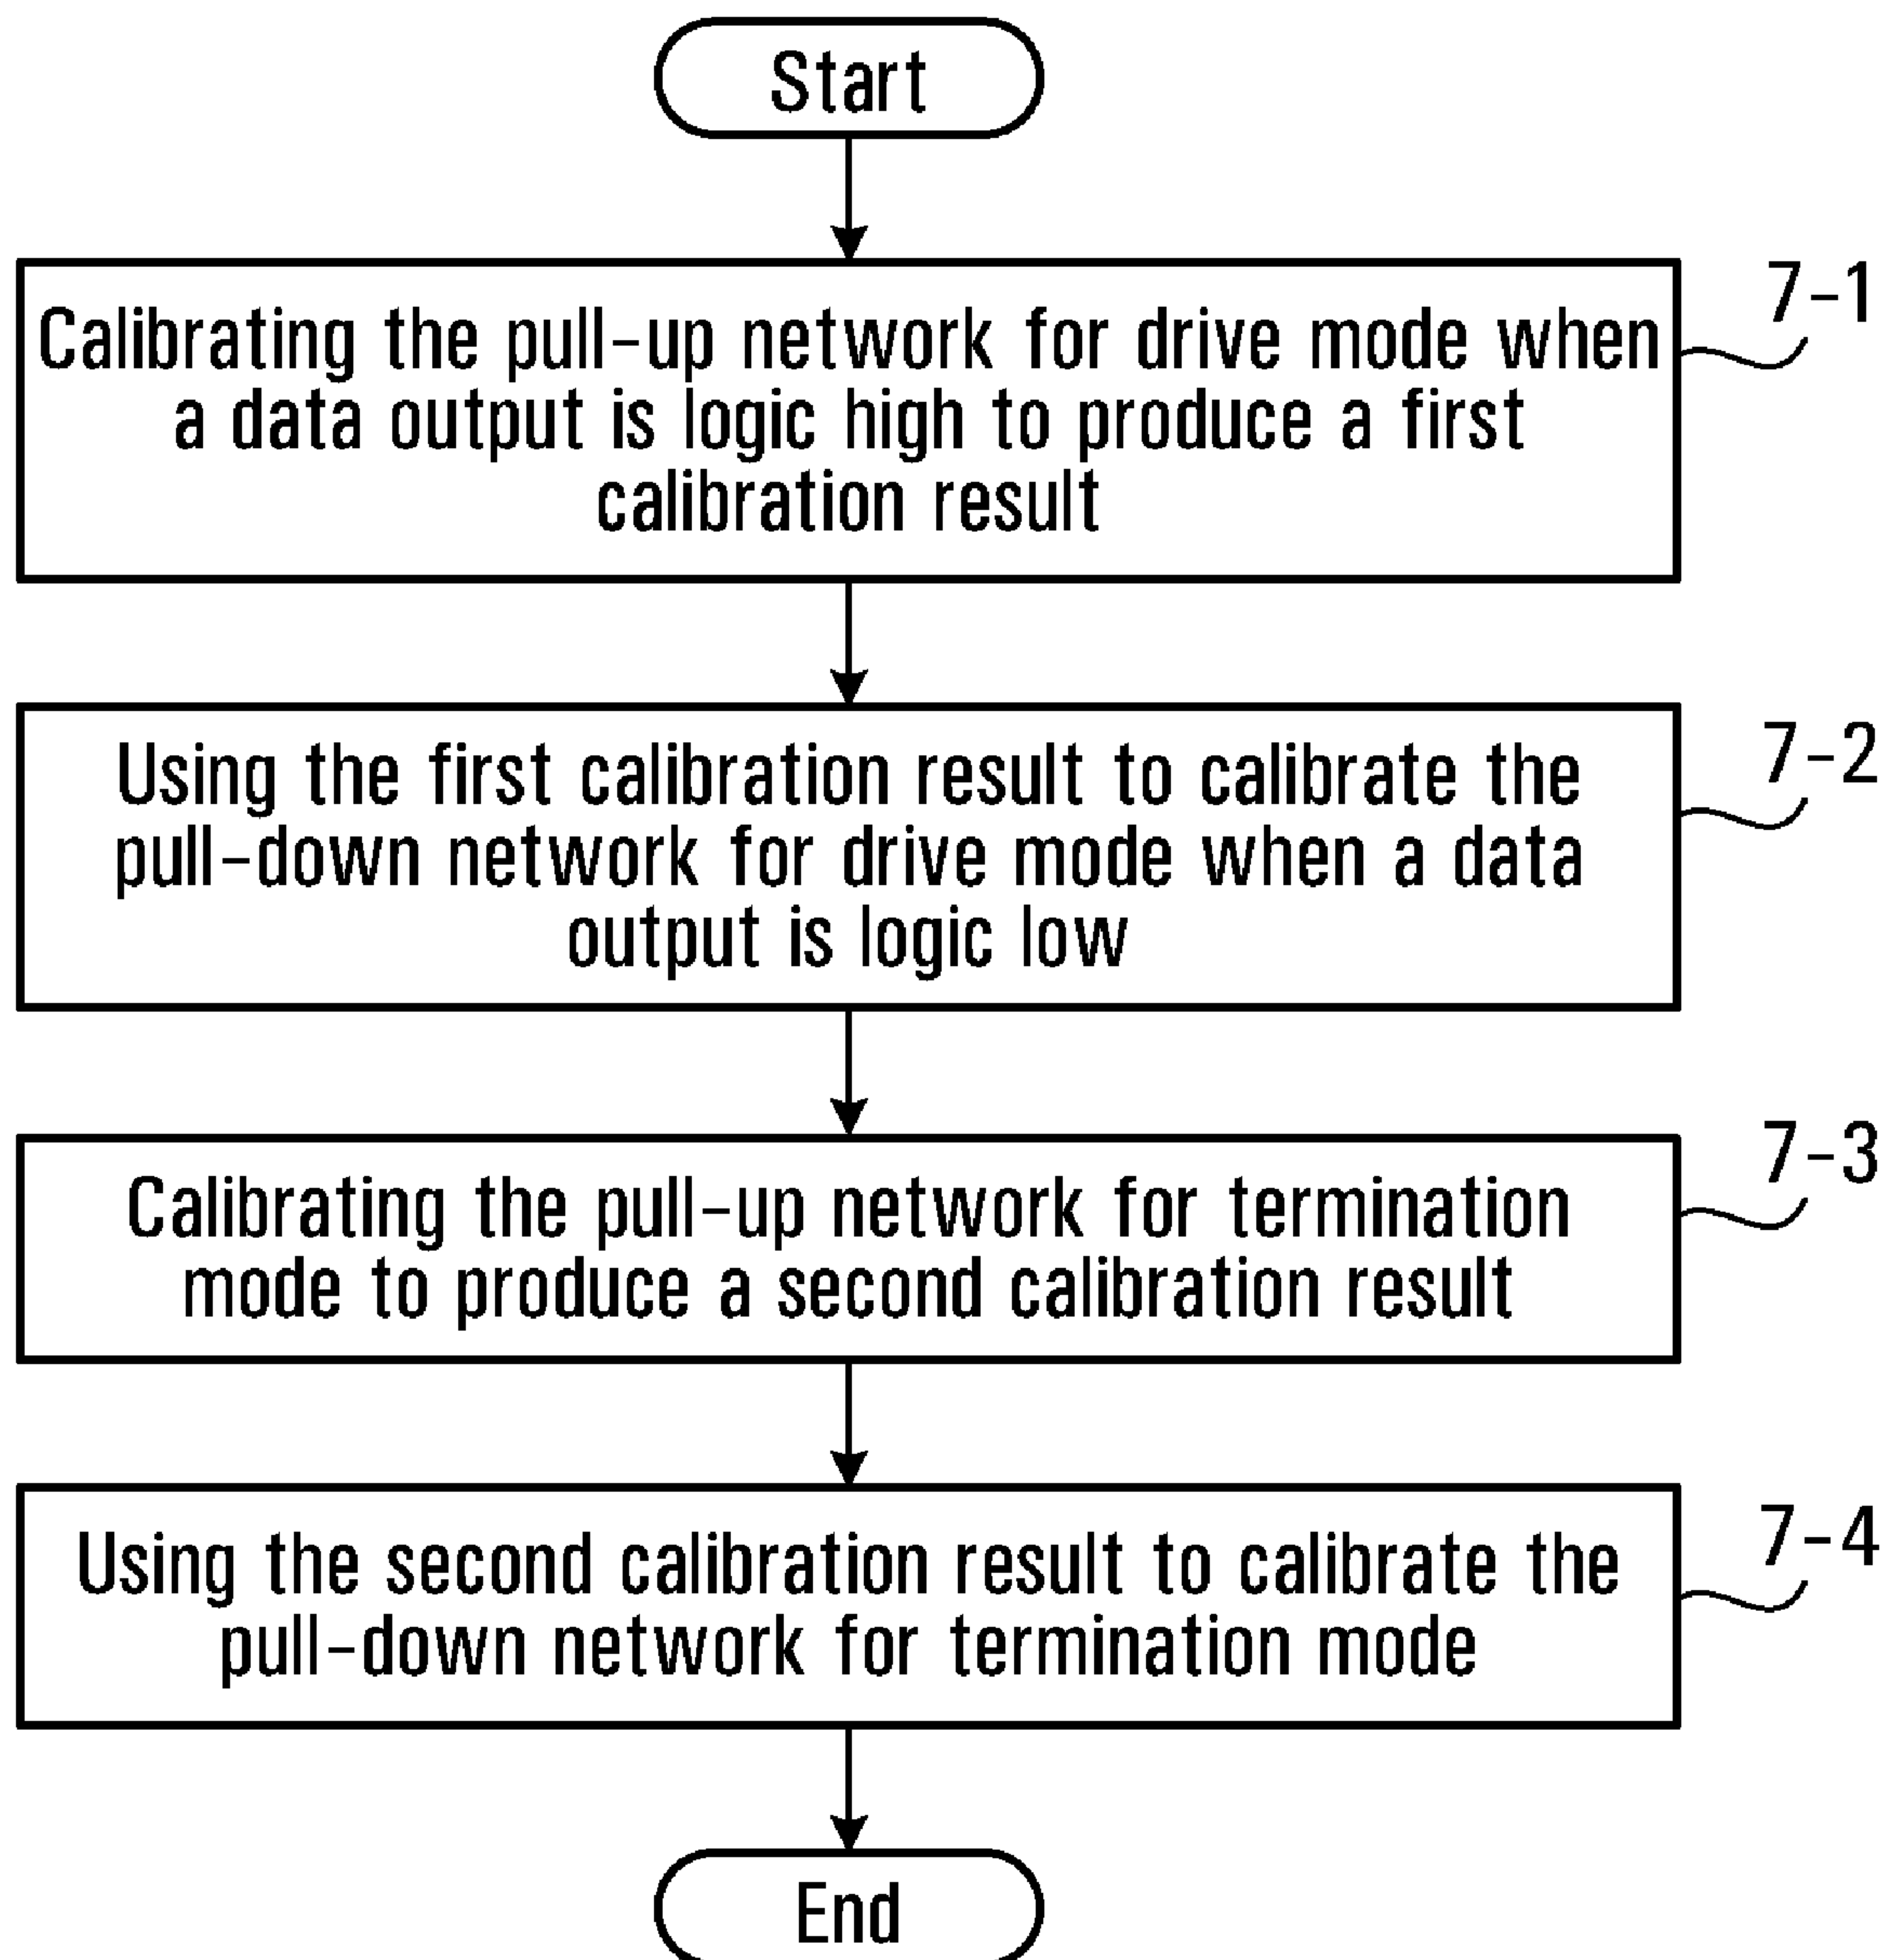 Start
Calibrating the pull-up network for drive mode when
a data output is logic high to produce a first
calibration result
7-1
Using the first calibration result to calibrate the
pull-down network for drive mode when a data
output is logic low
7-2
Calibrating the pull-up network for termination
mode to produce a second calibration result
7-3
Using the second calibration result to calibrate the
pull-down network for termination mode
7-4
End